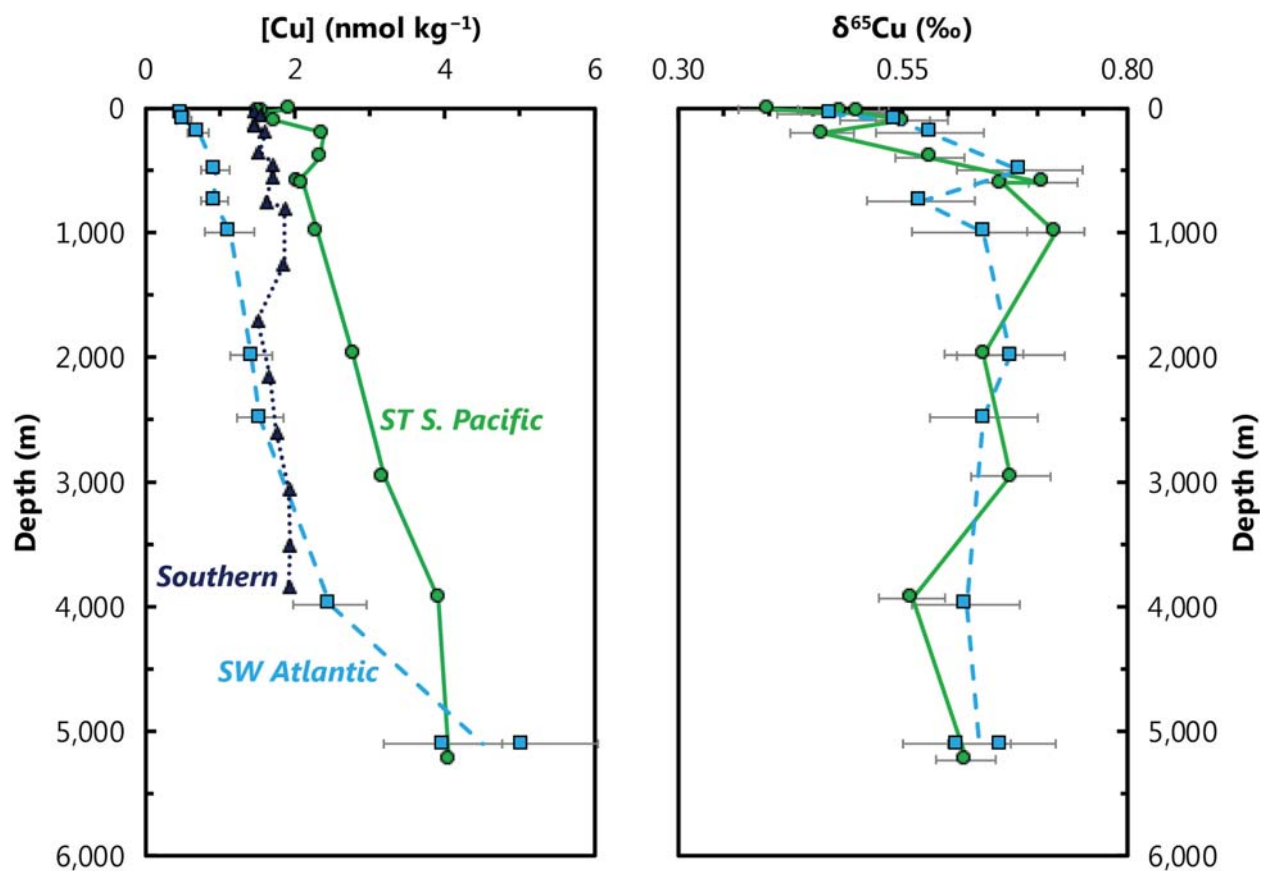 [Cu] (nmol kg⁻¹)
0 2 4 6
0
1,000
2,000
3,000
4,000
5,000
6,000
Depth (m)
ST S. Pacific
Southern
SW Atlantic
δ⁶⁵Cu (‰)
0.30 0.55 0.80
0
1,000
2,000
3,000
4,000
5,000
6,000
Depth (m)